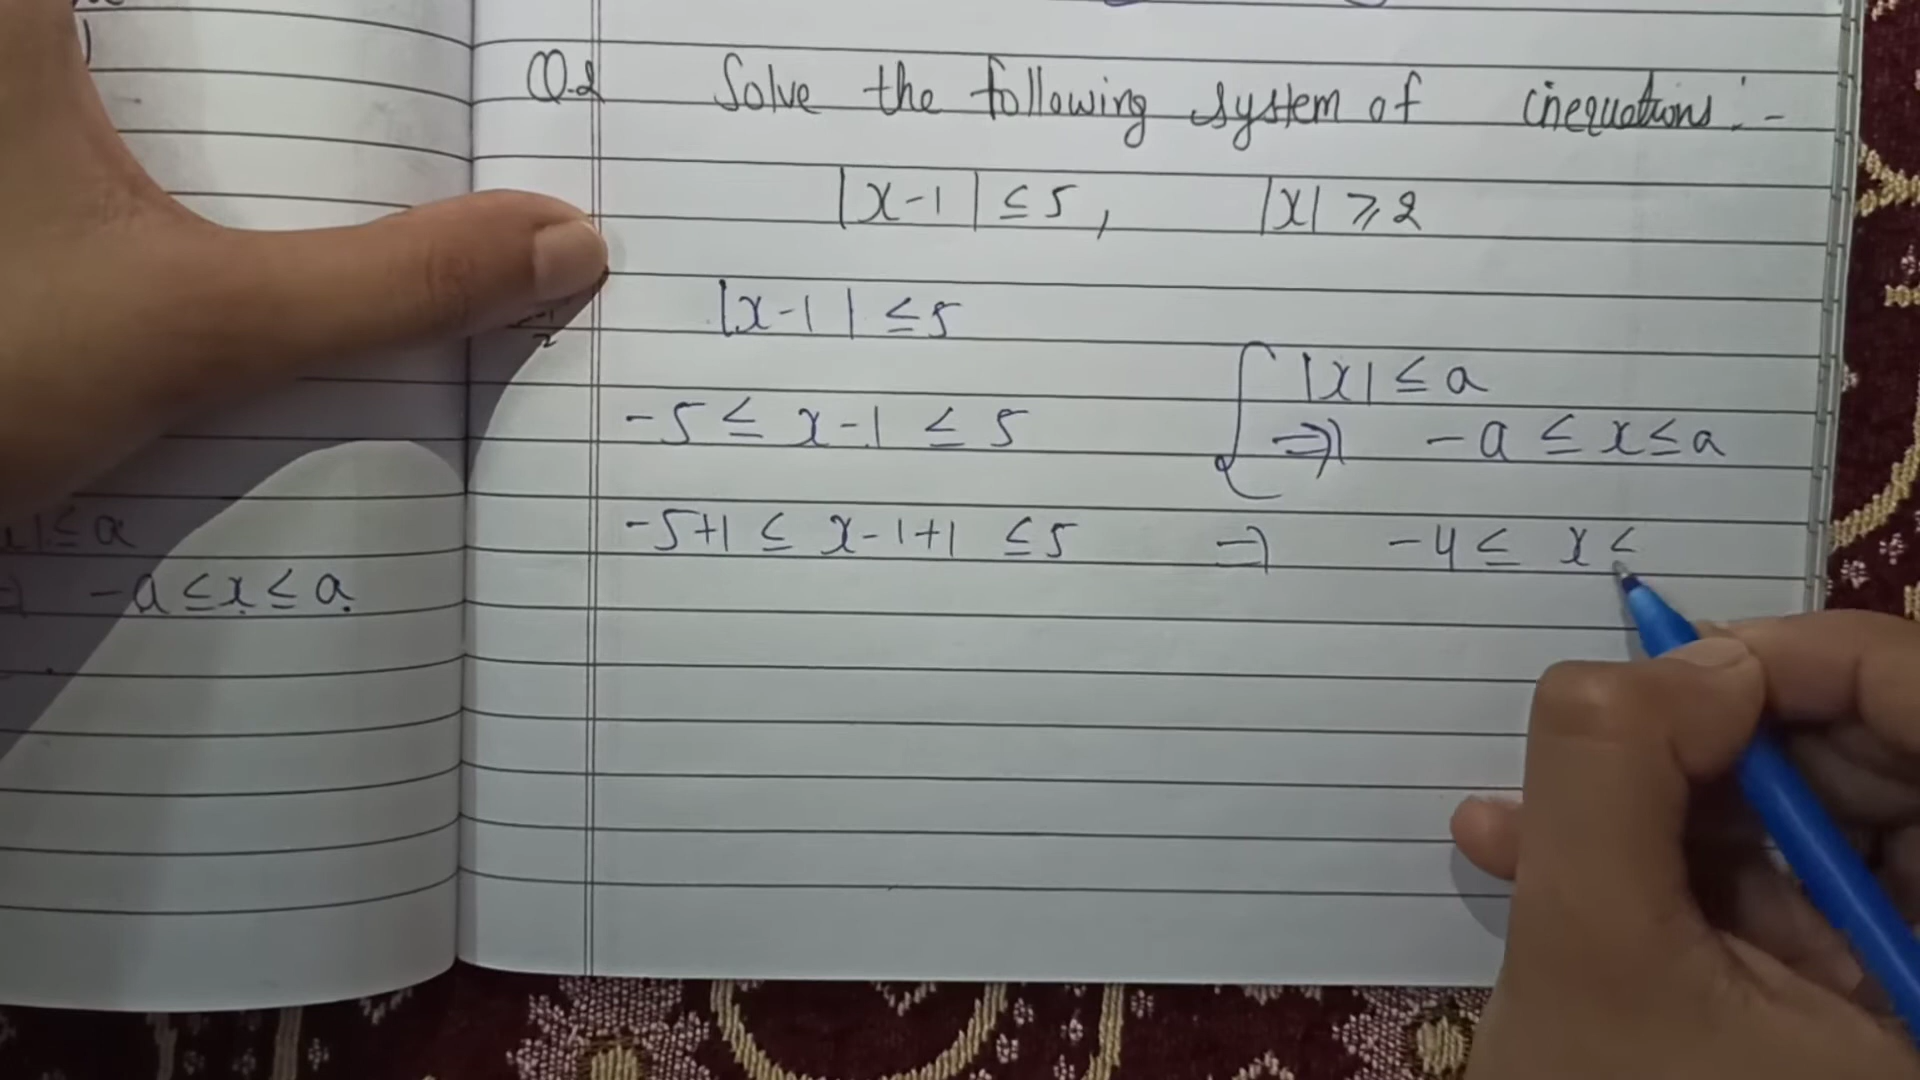 Q.2 Solve the following system of inequations :-
|x-1| ≤ 5, |x| ⩾ 2
|x-1| ≤ 5
|x| ≤ a
-5 ≤ x-1 ≤ 5
⇒ -a ≤ x ≤ a
-5+1 ≤ x-1+1 ≤ 5 ⇒ -4 ≤ x ≤
| ≤ a
⇒ -a ≤ x ≤ a